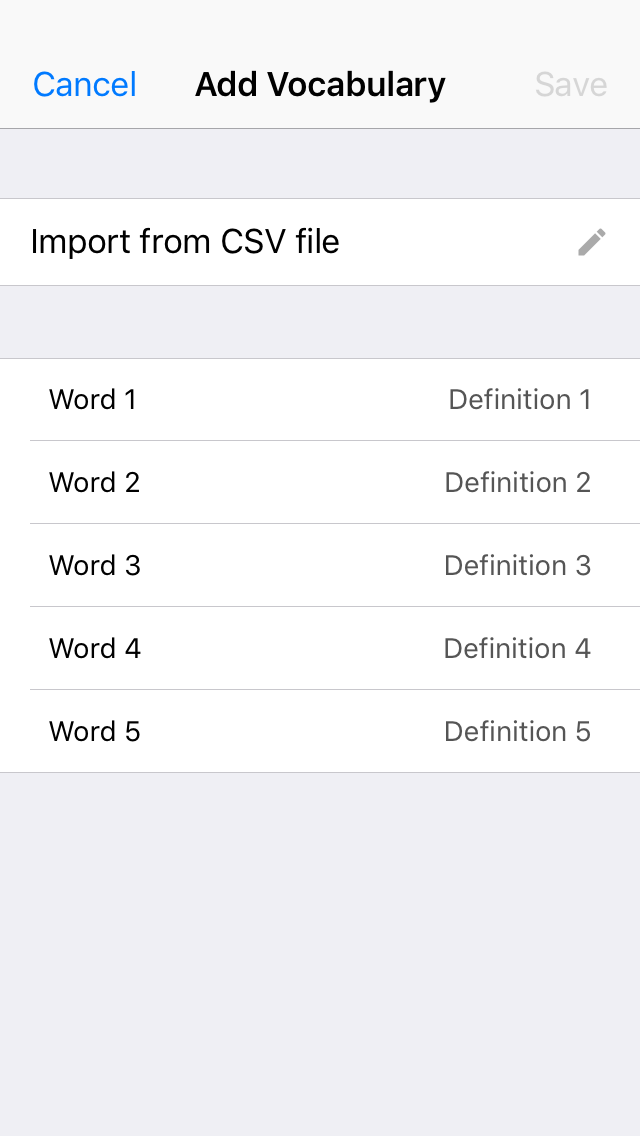 Cancel Add Vocabulary Save
Import from CSV file
Word 1 Definition 1
Word 2 Definition 2
Word 3 Definition 3
Word 4 Definition 4
Word 5 Definition 5